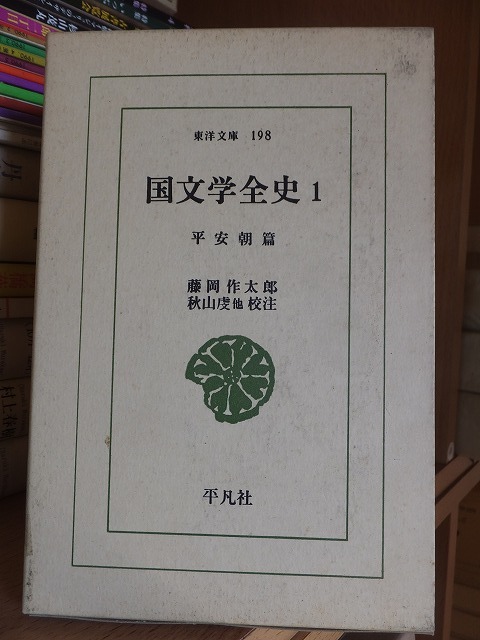 東洋文庫 198
国文学全史 1
平安朝篇
藤岡作太郎
秋山虔他校注
平凡社